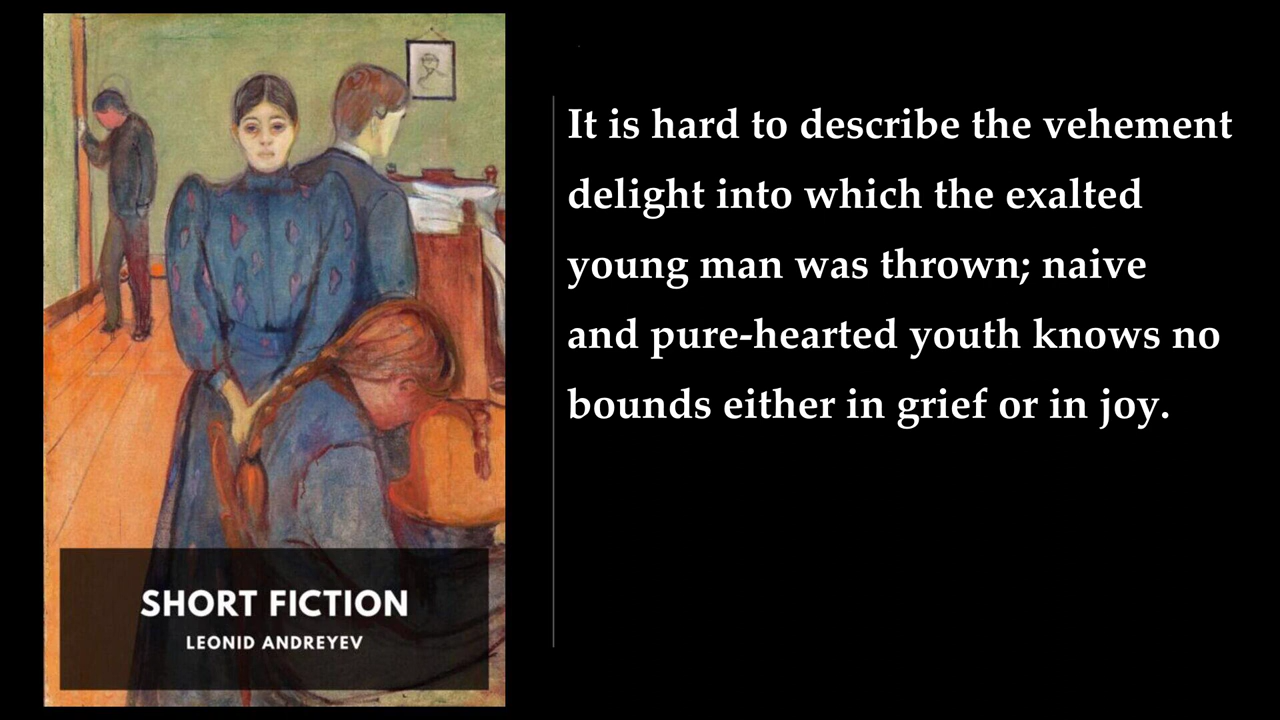 It is hard to describe the vehement
delight into which the exalted
young man was thrown; naive
and pure-hearted youth knows no
bounds either in grief or in joy.
SHORT FICTION
LEONID ANDREYEV